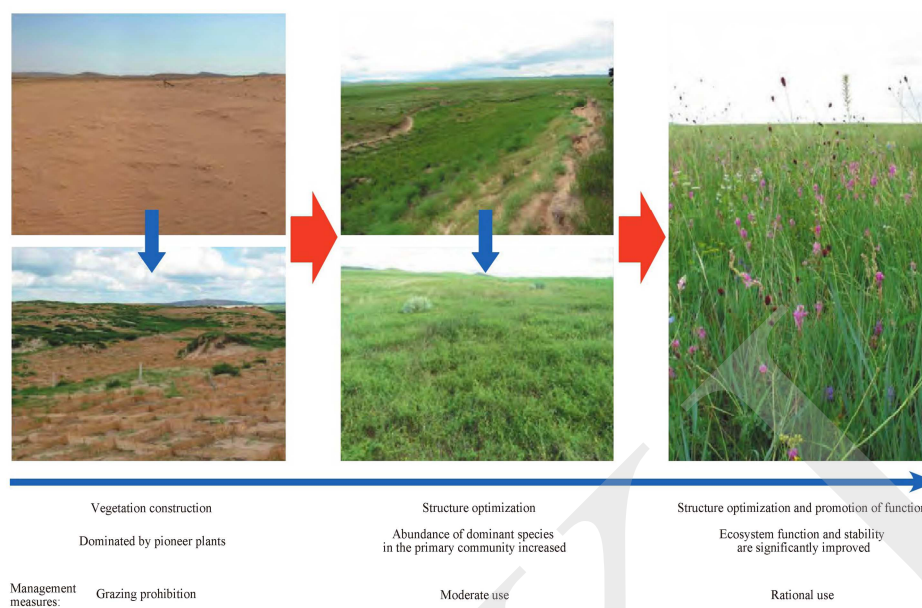 Vegetation construction
Structure optimization
Structure optimization and promotion of function
Dominated by pioneer plants
Abundance of dominant species
in the primary community increased
Ecosystem function and stability
are significantly improved
Management
measures:
Grazing prohibition
Moderate use
Rational use